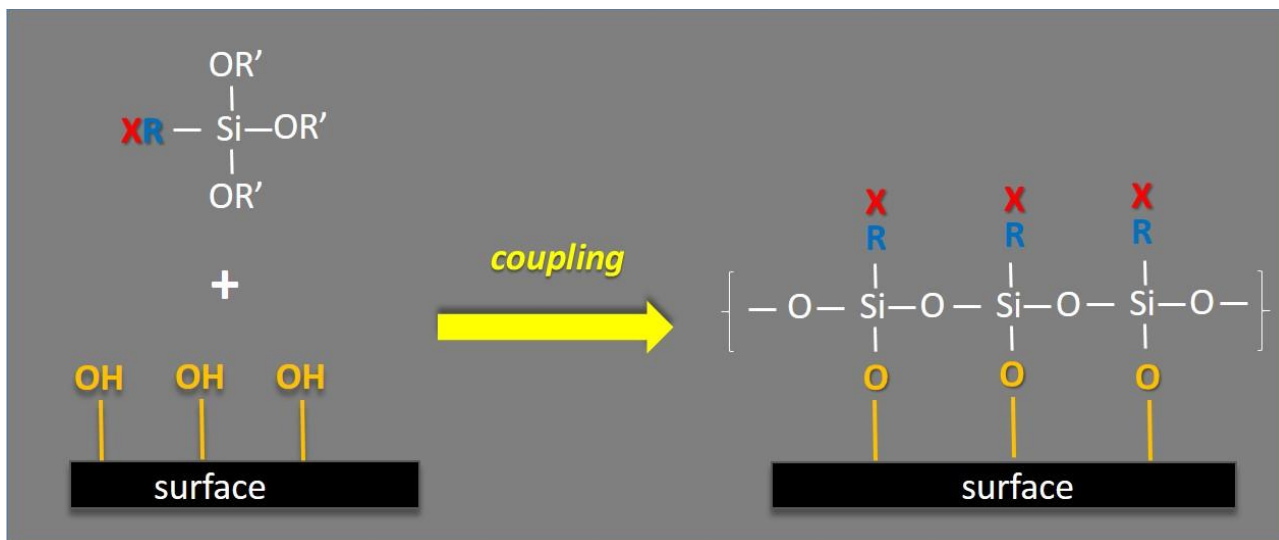 OR’
XR — Si — OR’
OR’
+
OH OH OH
surface
coupling
X X X
R R R
— O — Si — O — Si — O — Si — O —
O O O
surface